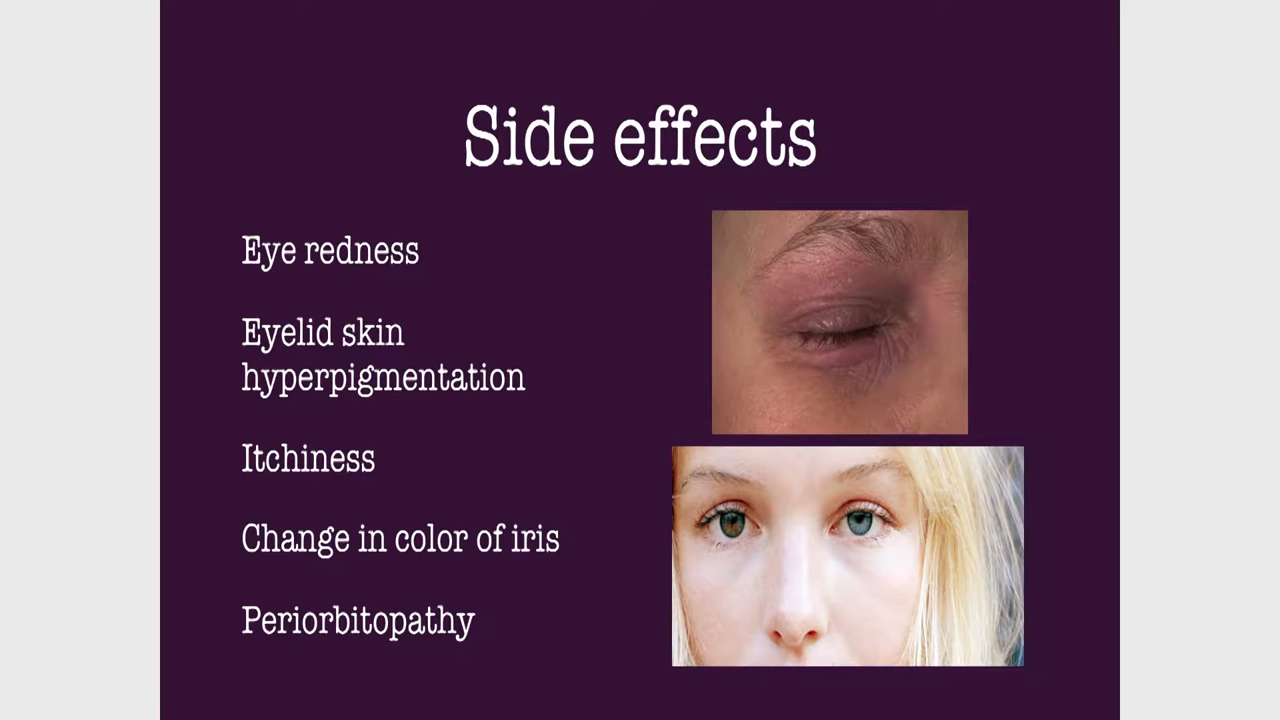 Side effects
Eye redness
Eyelid skin
hyperpigmentation
Itchiness
Change in color of iris
Periorbitopathy